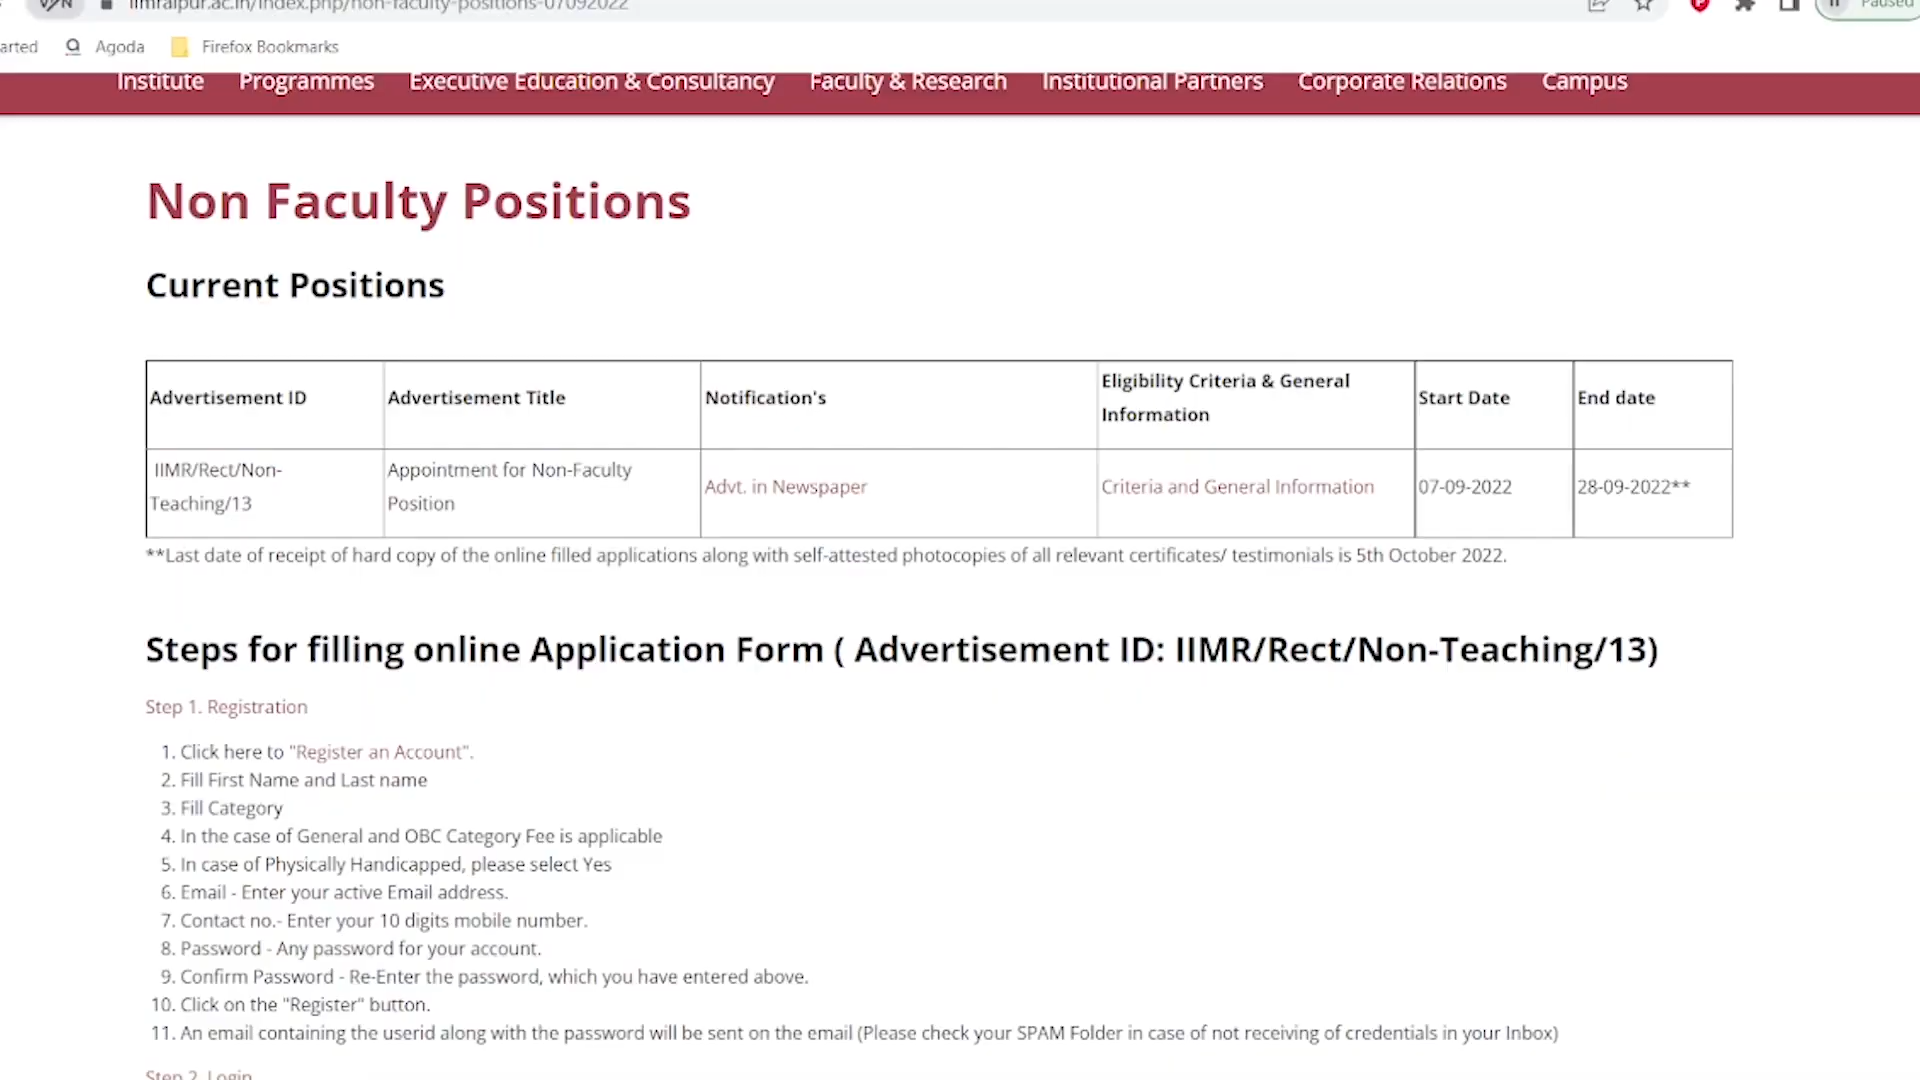 iimraipur.ac.in/index.php/non-faculty-positions-07092022
Paused
arted Agoda Firefox Bookmarks
Institute Programmes Executive Education & Consultancy Faculty & Research Institutional Partners Corporate Relations Campus
Non Faculty Positions
Current Positions
Advertisement ID Advertisement Title Notification's Eligibility Criteria & General Information Start Date End date
IIMR/Rect/Non-Teaching/13 Appointment for Non-Faculty Position Advt. in Newspaper Criteria and General Information 07-09-2022 28-09-2022**
**Last date of receipt of hard copy of the online filled applications along with self-attested photocopies of all relevant certificates/ testimonials is 5th October 2022.
Steps for filling online Application Form ( Advertisement ID: IIMR/Rect/Non-Teaching/13)
Step 1. Registration
1. Click here to "Register an Account".
2. Fill First Name and Last name
3. Fill Category
4. In the case of General and OBC Category Fee is applicable
5. In case of Physically Handicapped, please select Yes
6. Email - Enter your active Email address.
7. Contact no.- Enter your 10 digits mobile number.
8. Password - Any password for your account.
9. Confirm Password - Re-Enter the password, which you have entered above.
10. Click on the "Register" button.
11. An email containing the userid along with the password will be sent on the email (Please check your SPAM Folder in case of not receiving of credentials in your Inbox)
Step 2. Login